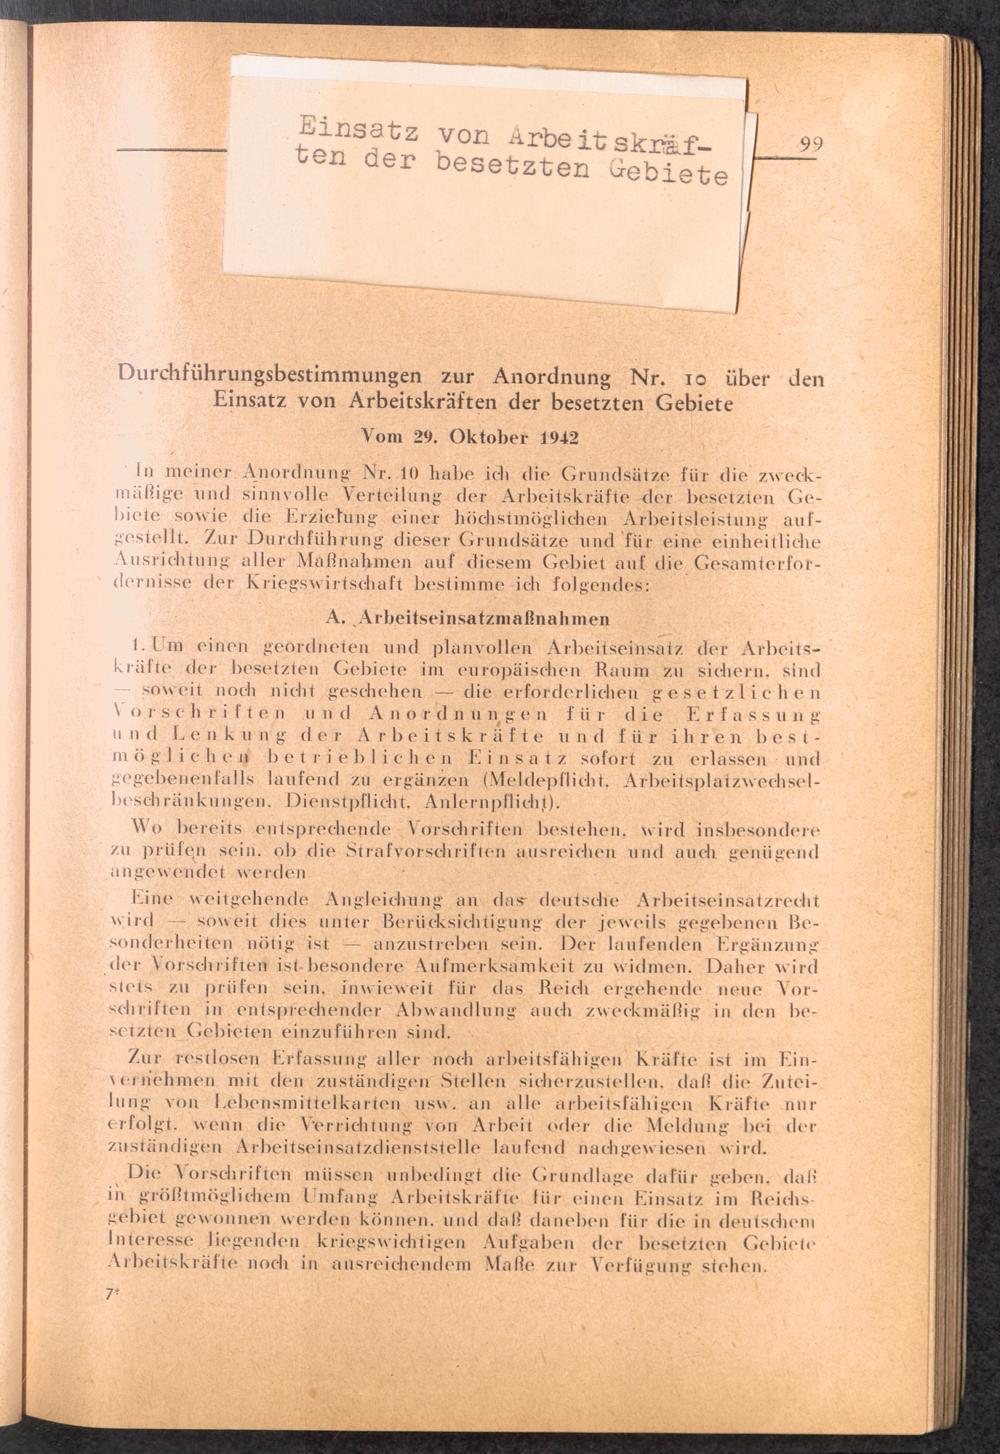 Einsatz von Arbeitskräf-
ten der besetzten Gebiete
99
Durchführungsbestimmungen zur Anordnung Nr. 10 über den
Einsatz von Arbeitskräften der besetzten Gebiete
Vom 29. Oktober 1942
In meiner Anordnung Nr. 10 habe ich die Grundsätze für die zweck-
mäßige und sinnvolle Verteilung der Arbeitskräfte der besetzten Ge-
biete sowie die Erzielung einer höchstmöglichen Arbeitsleistung auf-
gestellt. Zur Durchführung dieser Grundsätze und für eine einheitliche
Ausrichtung aller Maßnahmen auf diesem Gebiet auf die Gesamterfor-
dernisse der Kriegswirtschaft bestimme ich folgendes:
A. Arbeitseinsatzmaßnahmen
1. Um einen geordneten und planvollen Arbeitseinsatz der Arbeits-
kräfte der besetzten Gebiete im europäischen Raum zu sichern, sind
— soweit noch nicht geschehen — die erforderlichen gesetzlichen
Vorschriften und Anordnungen für die Erfassung
und Lenkung der Arbeitskräfte und für ihren best-
möglichen betrieblichen Einsatz sofort zu erlassen und
gegebenenfalls laufend zu ergänzen (Meldepflicht, Arbeitsplatzwechsel-
beschränkungen, Dienstpflicht, Anlernpflicht).
Wo bereits entsprechende Vorschriften bestehen, wird insbesondere
zu prüfen sein, ob die Strafvorschriften ausreichen und auch genügend
angewendet werden.
Eine weitgehende Angleichung an das deutsche Arbeitseinsatzrecht
wird — soweit dies unter Berücksichtigung der jeweils gegebenen Be-
sonderheiten nötig ist — anzustreben sein. Der laufenden Ergänzung
der Vorschriften ist besondere Aufmerksamkeit zu widmen. Daher wird
stets zu prüfen sein, inwieweit für das Reich ergehende neue Vor-
schriften in entsprechender Abwandlung auch zweckmäßig in den be-
setzten Gebieten einzuführen sind.
Zur restlosen Erfassung aller noch arbeitsfähigen Kräfte ist im Ein-
vernehmen mit den zuständigen Stellen sicherzustellen, daß die Zutei-
lung von Lebensmittelkarten usw. an alle arbeitsfähigen Kräfte nur
erfolgt, wenn die Verrichtung von Arbeit oder die Meldung bei der
zuständigen Arbeitseinsatzdienststelle laufend nachgewiesen wird.
Die Vorschriften müssen unbedingt die Grundlage dafür geben, daß
in größtmöglichem Umfang Arbeitskräfte für einen Einsatz im Reichs-
gebiet gewonnen werden können, und daß daneben für die in deutschem
Interesse liegenden kriegswichtigen Aufgaben der besetzten Gebiete
Arbeitskräfte noch in ausreichendem Maße zur Verfügung stehen.
7*